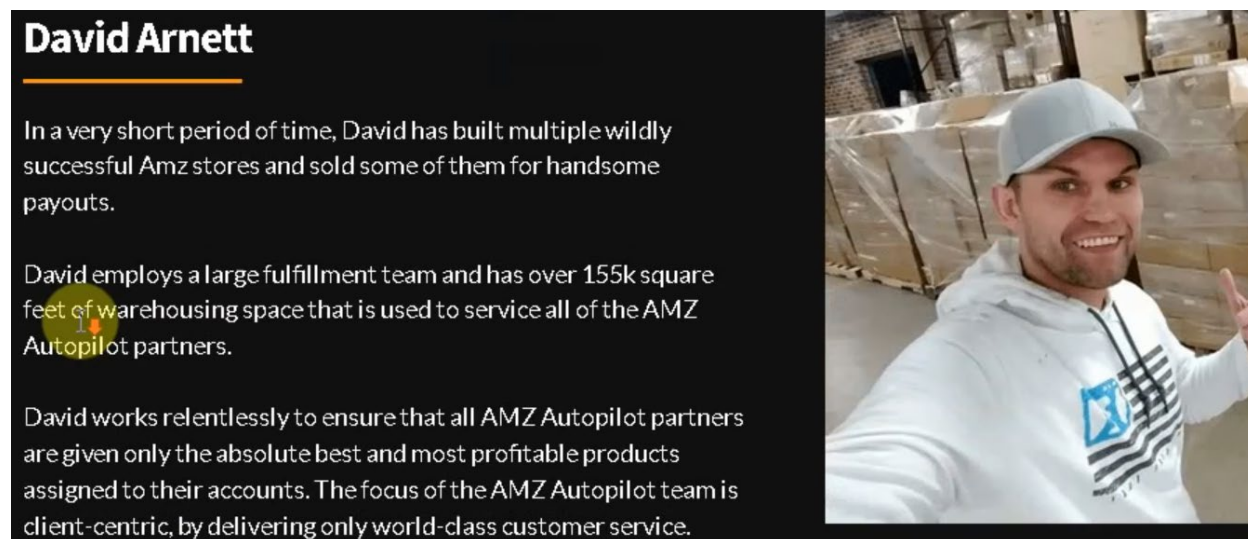 David Arnett
In a very short period of time, David has built multiple wildly
successful Amz stores and sold some of them for handsome
payouts.
David employs a large fulfillment team and has over 155k square
feet of warehousing space that is used to service all of the AMZ
Autopilot partners.
David works relentlessly to ensure that all AMZ Autopilot partners
are given only the absolute best and most profitable products
assigned to their accounts. The focus of the AMZ Autopilot team is
client-centric, by delivering only world-class customer service.